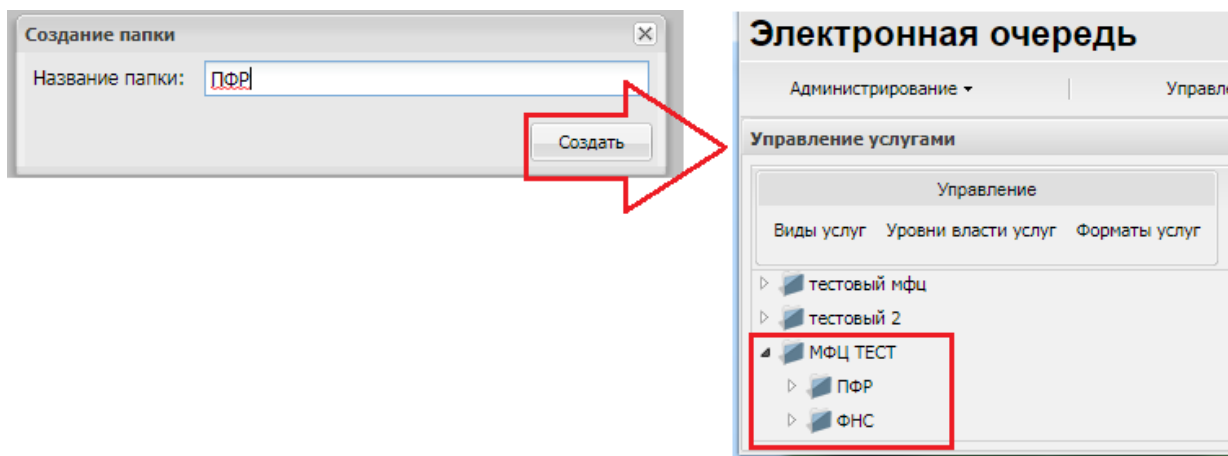 Создание папки
Название папки: ПФР
Создать
Электронная очередь
Администрирование Управл
Управление услугами
Управление
Виды услуг Уровни власти услуг Форматы услуг
тестовый мфц
тестовый 2
МФЦ ТЕСТ
ПФР
ФНС